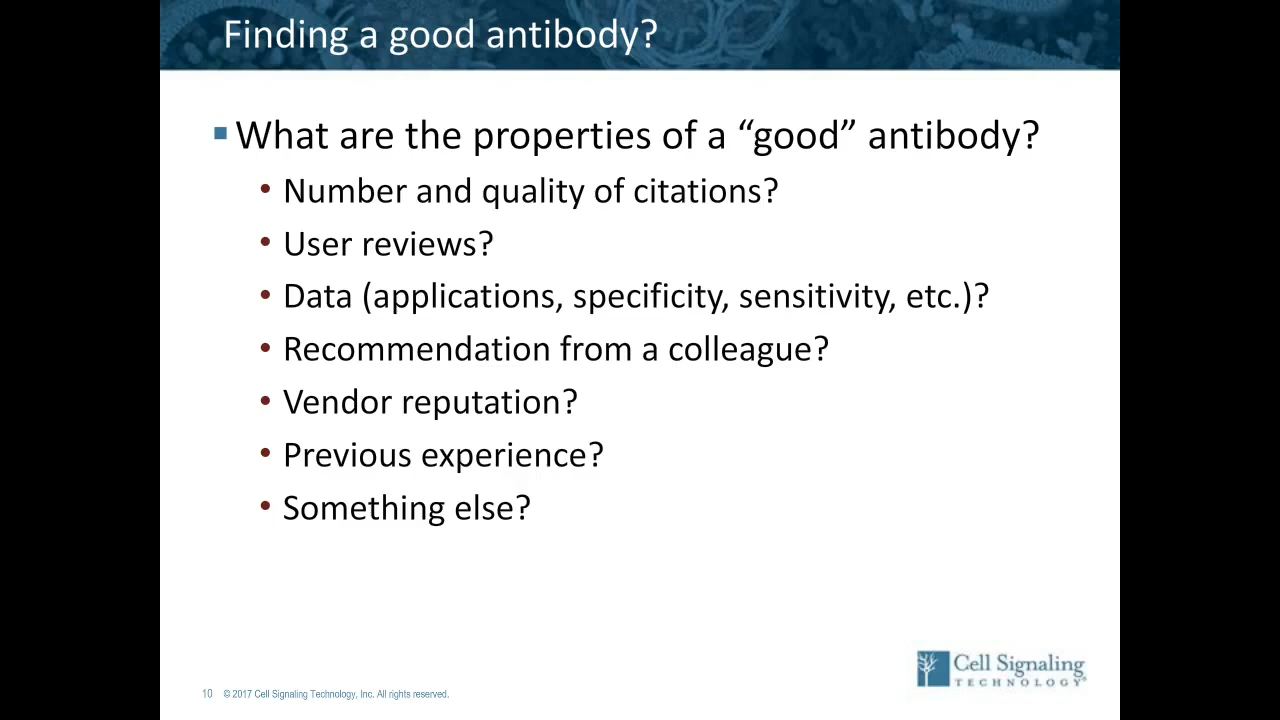 Finding a good antibody?
What are the properties of a “good” antibody?
Number and quality of citations?
User reviews?
Data (applications, specificity, sensitivity, etc.)?
Recommendation from a colleague?
Vendor reputation?
Previous experience?
Something else?
Cell Signaling
TECHNOLOGY®
10 © 2017 Cell Signaling Technology, Inc. All rights reserved.